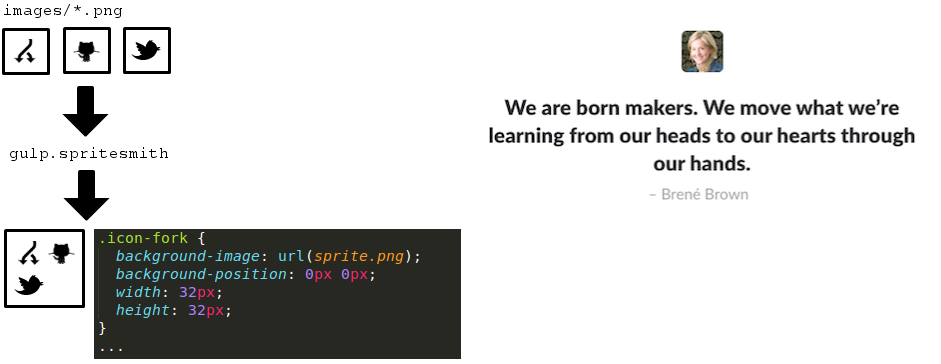 images/*.png
gulp.spritesmith
.icon-fork {
  background-image: url(sprite.png);
  background-position: 0px 0px;
  width: 32px;
  height: 32px;
}
...
We are born makers. We move what we’re
learning from our heads to our hearts through
our hands.
– Brené Brown